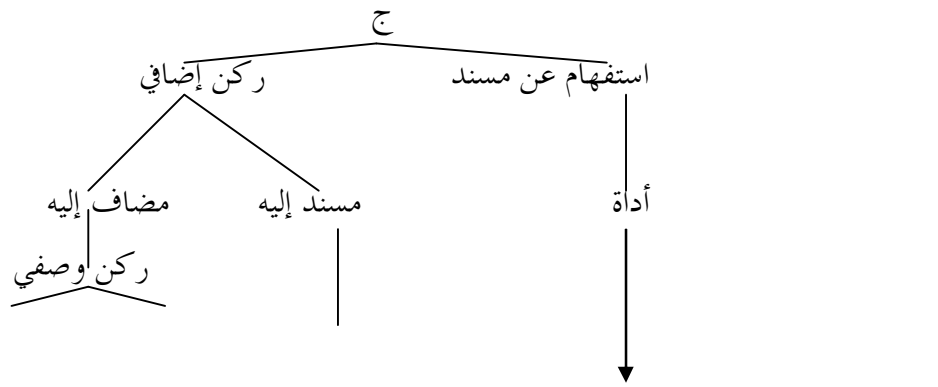 ج
استفهام عن مسند ركن إضافي
أداة مسند إليه مضاف إليه
ركن وصفي